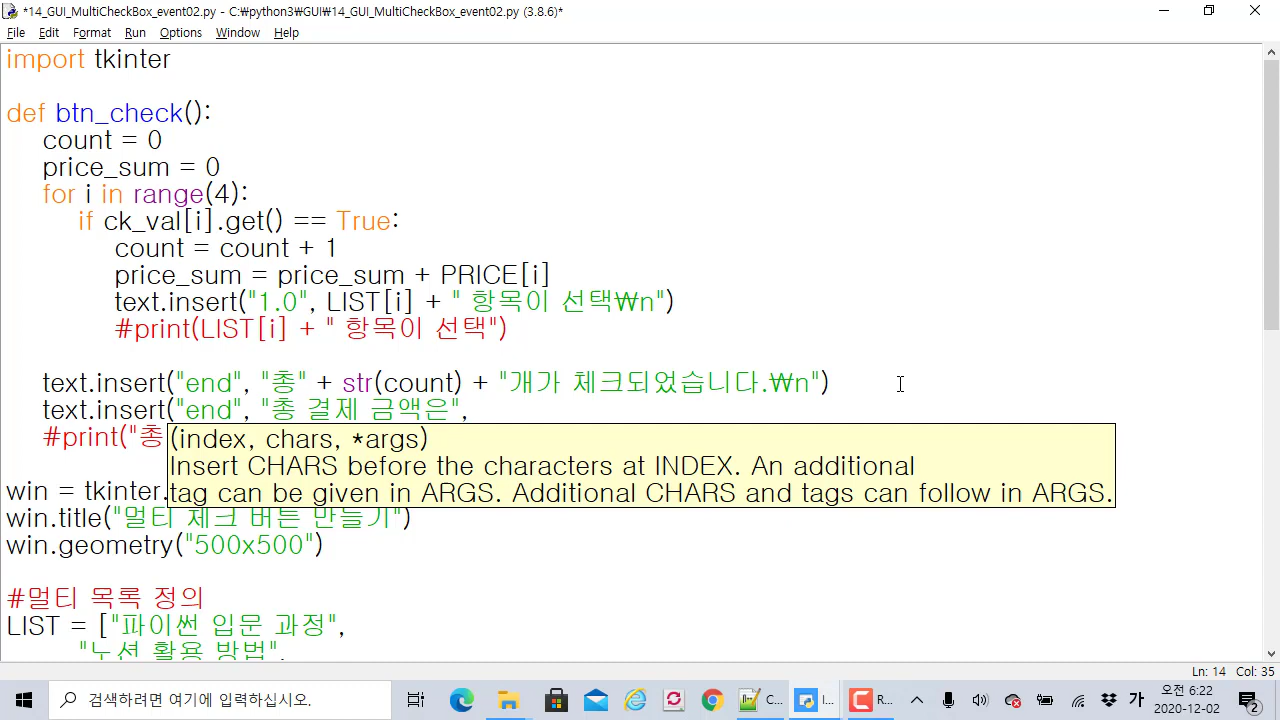 *14_GUI_MultiCheckBox_event02.py - C:₩python3₩GUI₩14_GUI_MultiCheckBox_event02.py (3.8.6)*
File Edit Format Run Options Window Help
import tkinter
def btn_check():
count = 0
price_sum = 0
for i in range(4):
if ck_val[i].get() == True:
count = count + 1
price_sum = price_sum + PRICE[i]
text.insert("1.0", LIST[i] + " 항목이 선택₩n")
#print(LIST[i] + " 항목이 선택")
text.insert("end", "총" + str(count) + "개가 체크되었습니다.₩n")
text.insert("end", "총 결제 금액은",
#print("총
(index, chars, *args)
Insert CHARS before the characters at INDEX. An additional
win = tkinter.
tag can be given in ARGS. Additional CHARS and tags can follow in ARGS.
win.title("멀티 체크 버튼 만들기")
win.geometry("500x500")
#멀티 목록 정의
LIST = ["파이썬 입문 과정",
"노션 활용 방법",
Ln: 14 Col: 35
검색하려면 여기에 입력하십시오.
C...
I...
R...
가
오전 6:22
2020-12-02
2